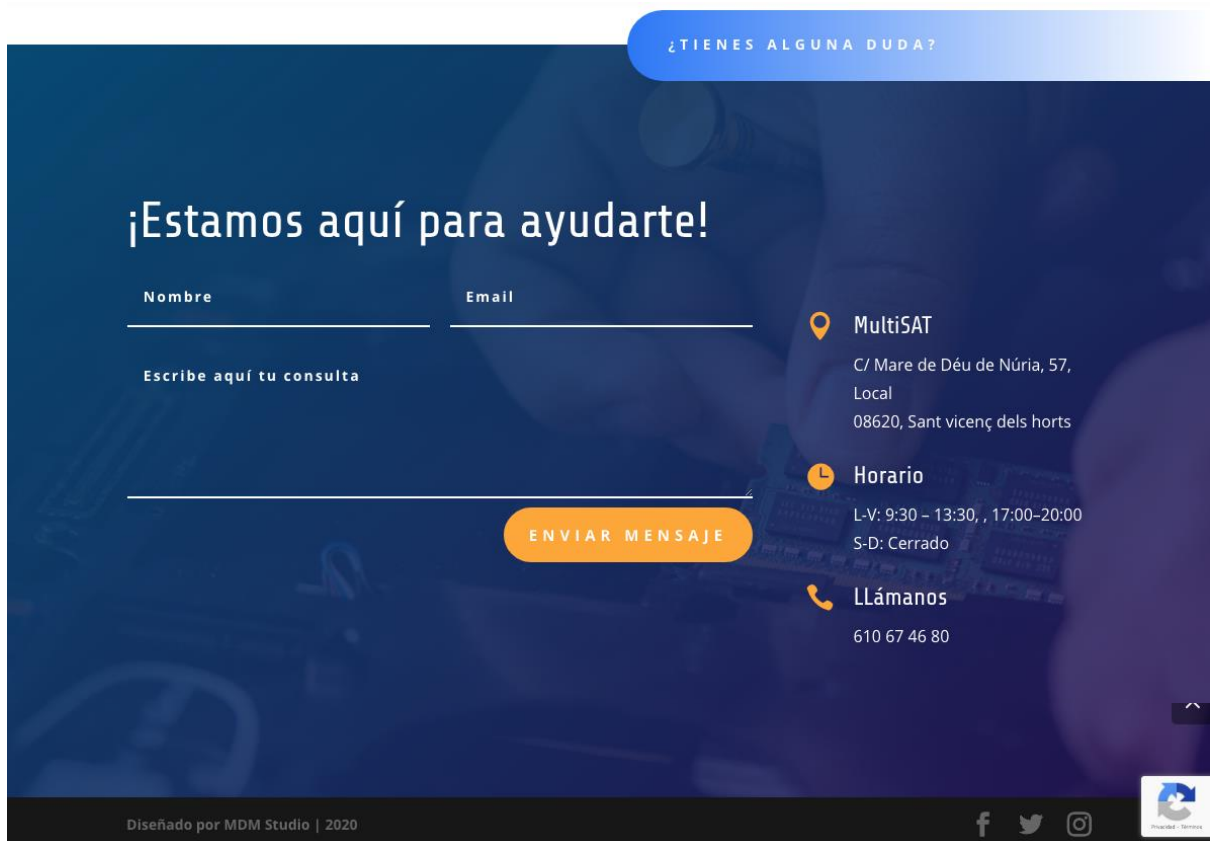 ¿TIENES ALGUNA DUDA?
¡Estamos aquí para ayudarte!
Nombre
Email
Escribe aquí tu consulta
ENVIAR MENSAJE
MultiSAT
C/ Mare de Déu de Núria, 57,
Local
08620, Sant vicenç dels horts
Horario
L-V: 9:30 – 13:30, , 17:00–20:00
S-D: Cerrado
LLámanos
610 67 46 80
Diseñado por MDM Studio | 2020
Privacidad - Términos